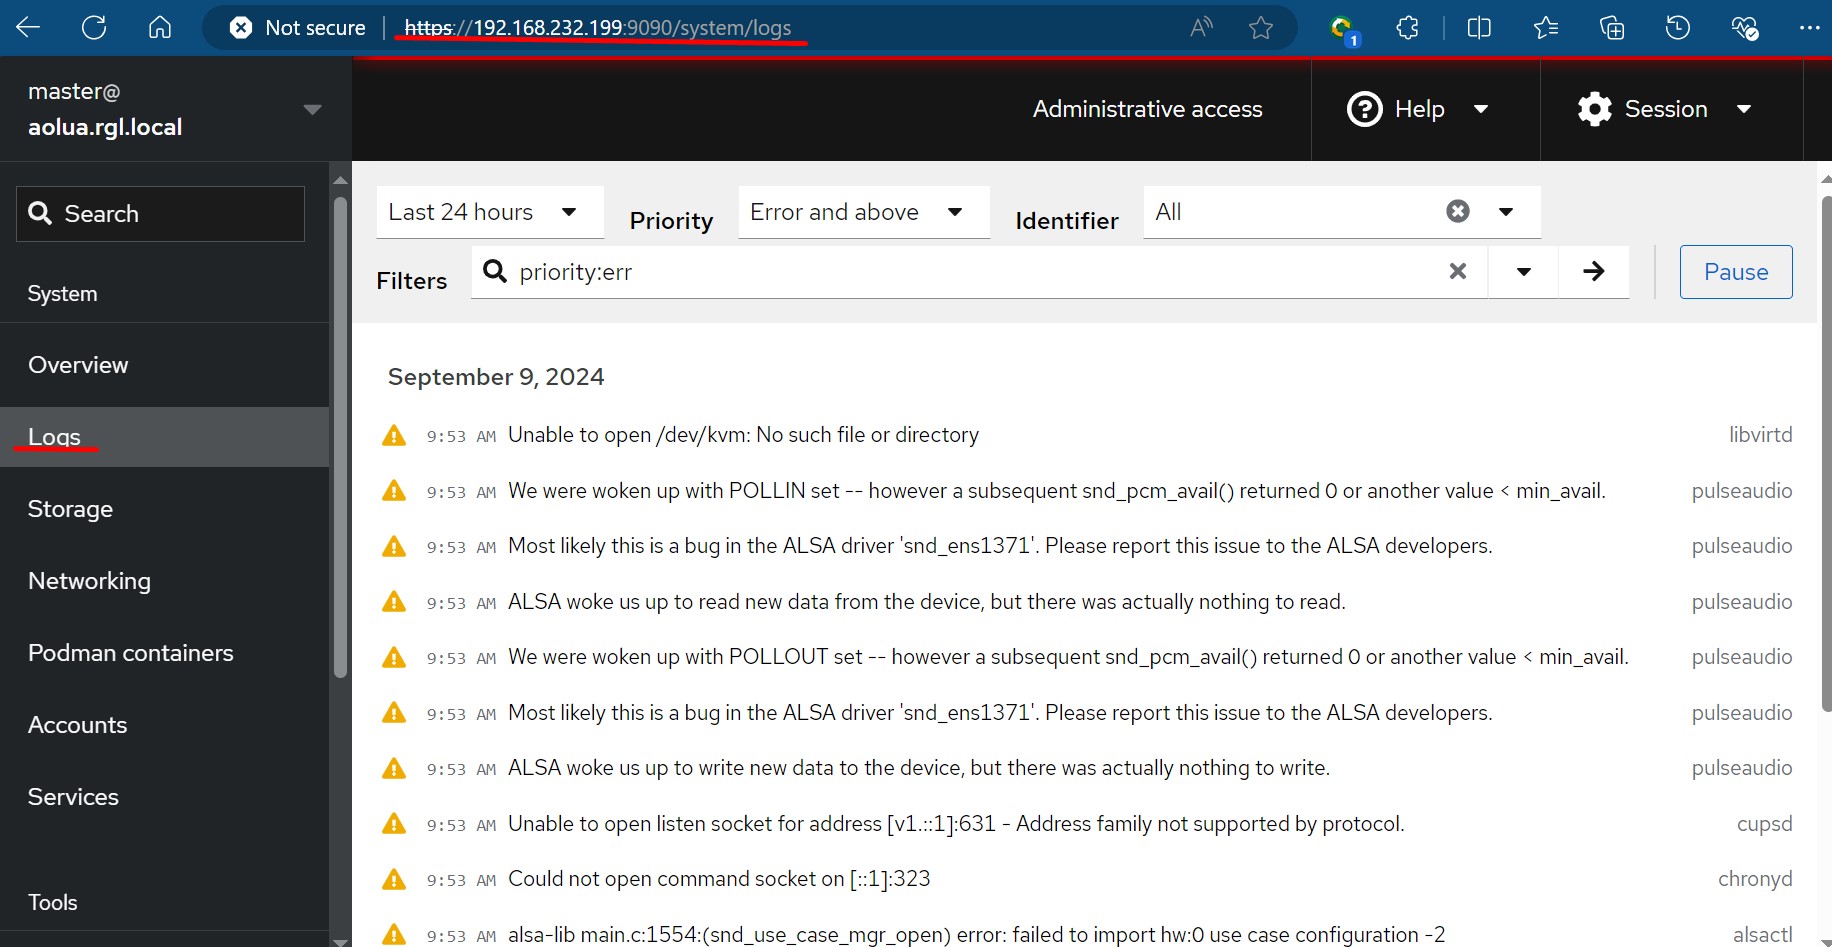 Not secure https://192.168.232.199:9090/system/logs A 1
master@
aolua.rgl.local
Administrative access Help Session
Search
System
Overview
Logs
Storage
Networking
Podman containers
Accounts
Services
Tools
Last 24 hours Priority Error and above Identifier All
Filters priority:err Pause
September 9, 2024
9:53 AM Unable to open /dev/kvm: No such file or directory libvirtd
9:53 AM We were woken up with POLLIN set -- however a subsequent snd_pcm_avail() returned 0 or another value < min_avail. pulseaudio
9:53 AM Most likely this is a bug in the ALSA driver 'snd_ens1371'. Please report this issue to the ALSA developers. pulseaudio
9:53 AM ALSA woke us up to read new data from the device, but there was actually nothing to read. pulseaudio
9:53 AM We were woken up with POLLOUT set -- however a subsequent snd_pcm_avail() returned 0 or another value < min_avail. pulseaudio
9:53 AM Most likely this is a bug in the ALSA driver 'snd_ens1371'. Please report this issue to the ALSA developers. pulseaudio
9:53 AM ALSA woke us up to write new data to the device, but there was actually nothing to write. pulseaudio
9:53 AM Unable to open listen socket for address [v1.::1]:631 - Address family not supported by protocol. cupsd
9:53 AM Could not open command socket on [::1]:323 chronyd
9:53 AM alsa-lib main.c:1554:(snd_use_case_mgr_open) error: failed to import hw:0 use case configuration -2 alsactl